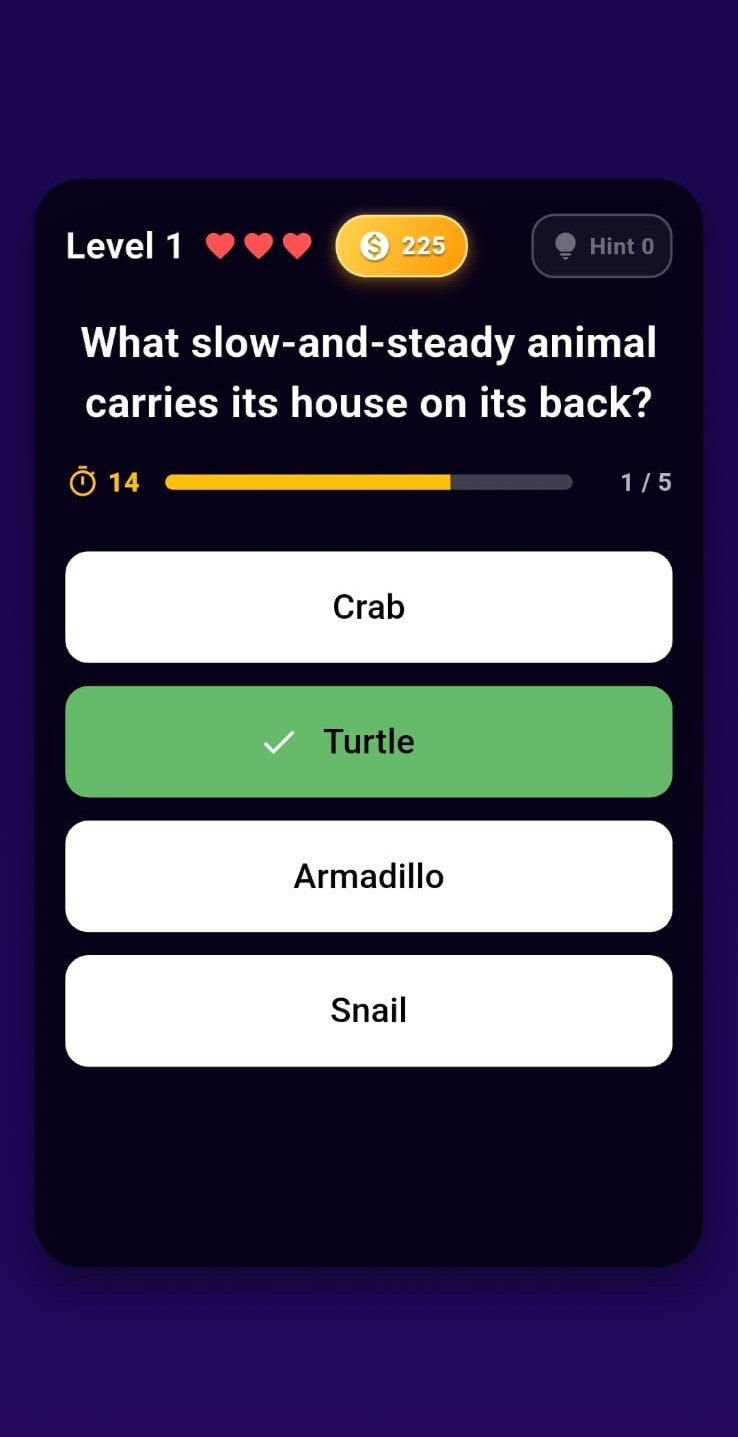 Level 1 225 Hint 0
What slow-and-steady animal
carries its house on its back?
14 1 / 5
Crab
Turtle
Armadillo
Snail